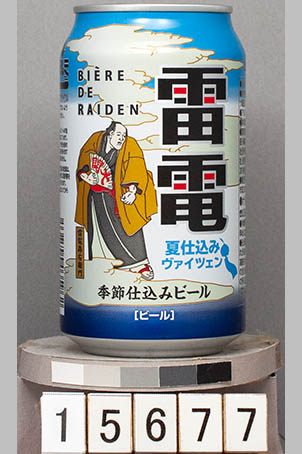 BIÈRE
DE
RAIDEN
雷電
夏仕込み
ヴァイツェン
季節仕込みビール
[ビール]
15677